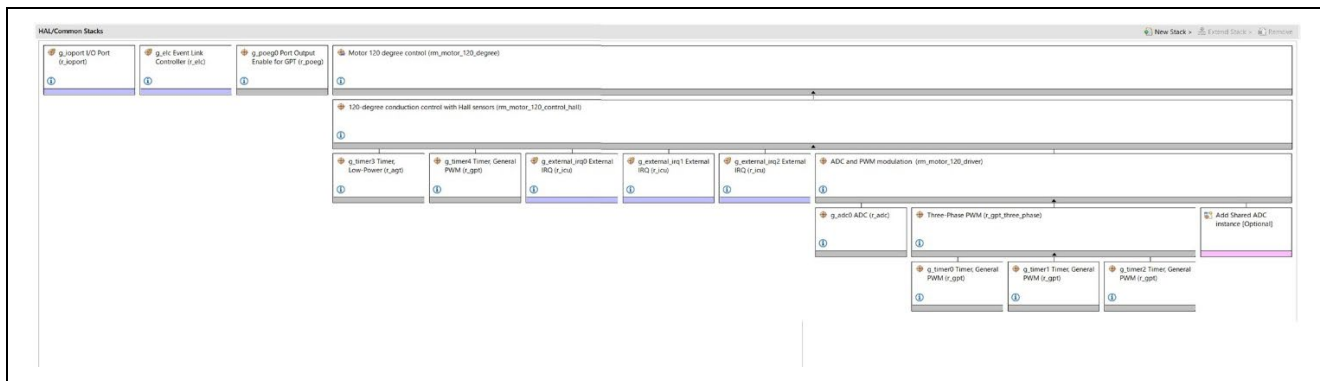 HAL/Common Stacks
New Stack > Extend Stack > Remove
g_ioport I/O Port
(r_ioport)
g_elc Event Link
Controller (r_elc)
g_poeg0 Port Output
Enable for GPT (r_poeg)
Motor 120 degree control (rm_motor_120_degree)
120-degree conduction control with Hall sensors (rm_motor_120_control_hall)
g_timer3 Timer,
Low-Power (r_agt)
g_timer4 Timer, General
PWM (r_gpt)
g_external_irq0 External
IRQ (r_icu)
g_external_irq1 External
IRQ (r_icu)
g_external_irq2 External
IRQ (r_icu)
ADC and PWM modulation (rm_motor_120_driver)
g_adc0 ADC (r_adc)
Three-Phase PWM (r_gpt_three_phase)
Add Shared ADC
instance [Optional]
g_timer0 Timer, General
PWM (r_gpt)
g_timer1 Timer, General
PWM (r_gpt)
g_timer2 Timer, General
PWM (r_gpt)